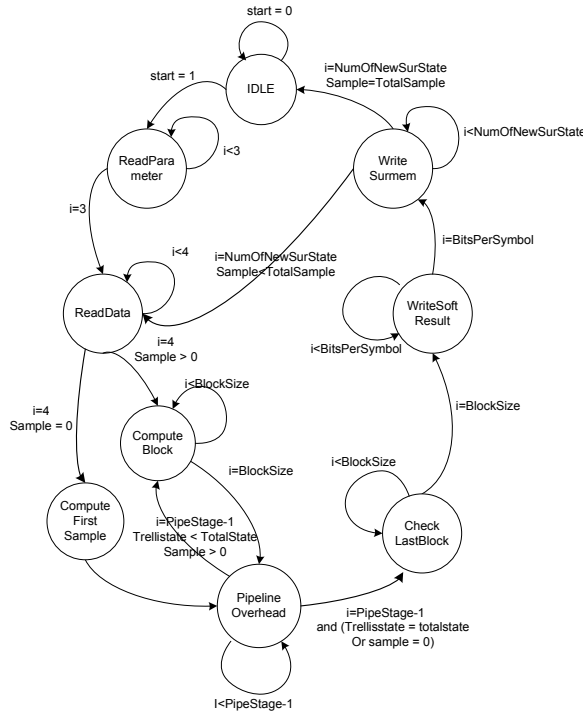 start = 0
IDLE
i=NumOfNewSurState
Sample=TotalSample
start = 1
i<NumOfNewSurState
ReadPara
meter
i<3
Write
Surmem
i=3
i=BitsPerSymbol
i<4
i=NumOfNewSurState
Sample<TotalSample
ReadData
WriteSoft
Result
i=4
Sample > 0
i<BitsPerSymbol
i<BlockSize
i=4
Sample = 0
i=BlockSize
Compute
Block
i=BlockSize
i<BlockSize
Compute
First
Sample
i=PipeStage-1
Trellistate < TotalState
Sample > 0
Check
LastBlock
Pipeline
Overhead
i=PipeStage-1
and (Trellisstate = totalstate
Or sample = 0)
I<PipeStage-1